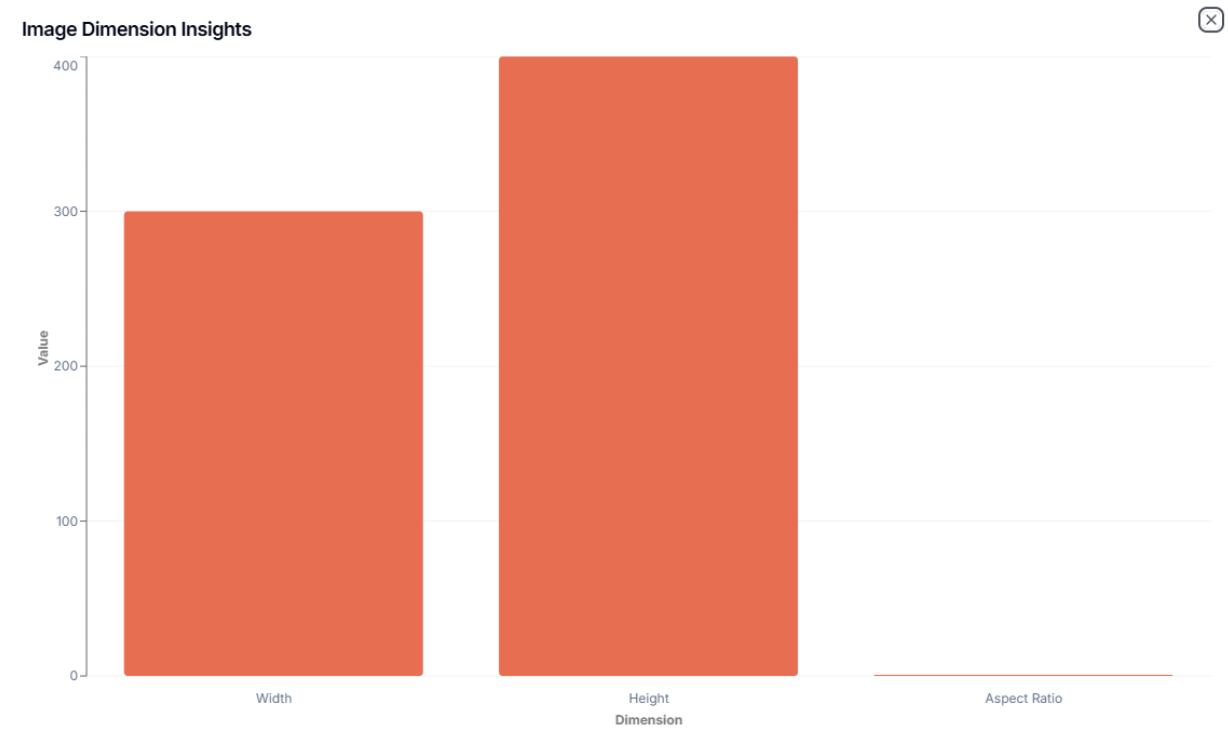 Image Dimension Insights
400
300
200
100
0
Value
Width
Height
Aspect Ratio
Dimension